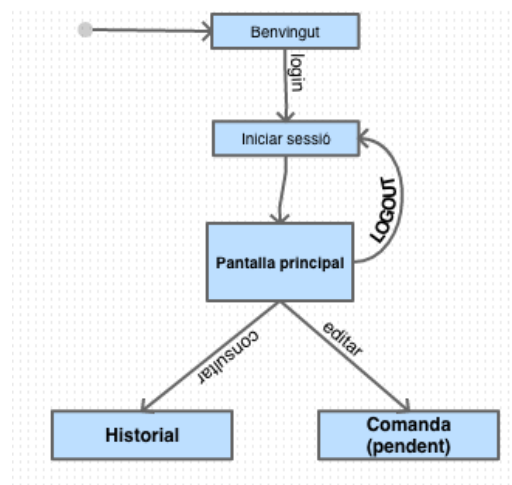 Benvingut
login
Iniciar sessió
LOGOUT
Pantalla principal
consultar
editar
Historial
Comanda
(pendent)